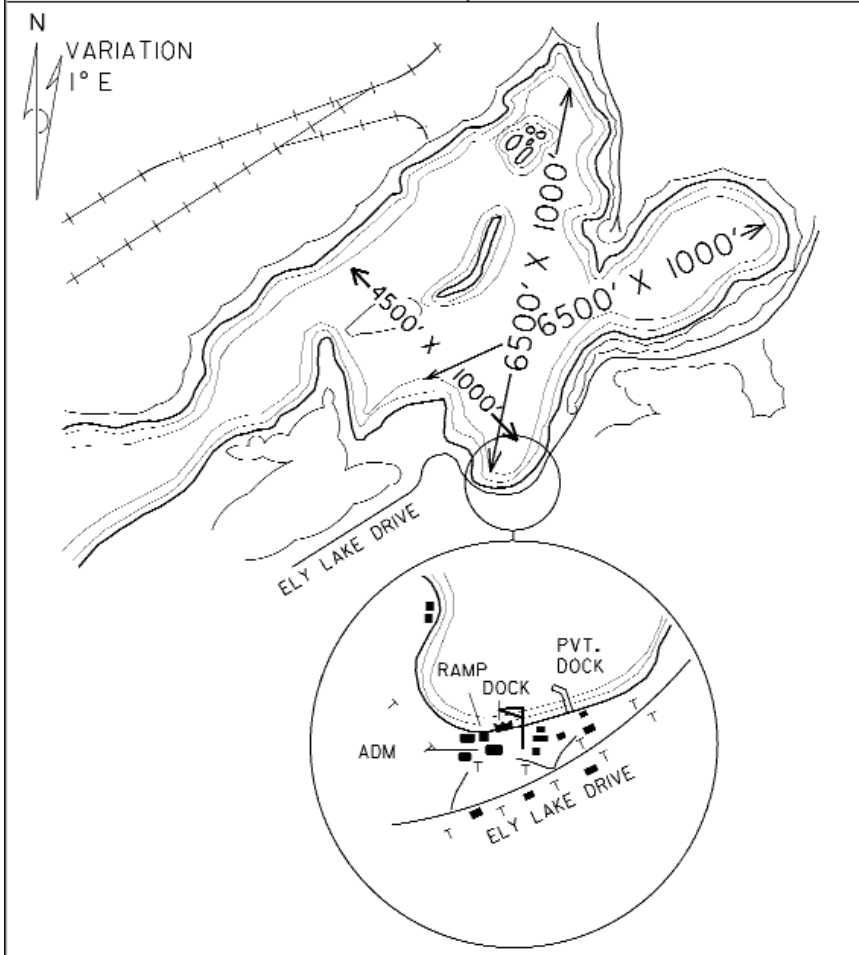 N
VARIATION
1° E
6500' X 1000'
6500' X 1000'
4500' X 1000'
ELY LAKE DRIVE
PVT.
DOCK
RAMP
DOCK
ADM
ELY LAKE DRIVE